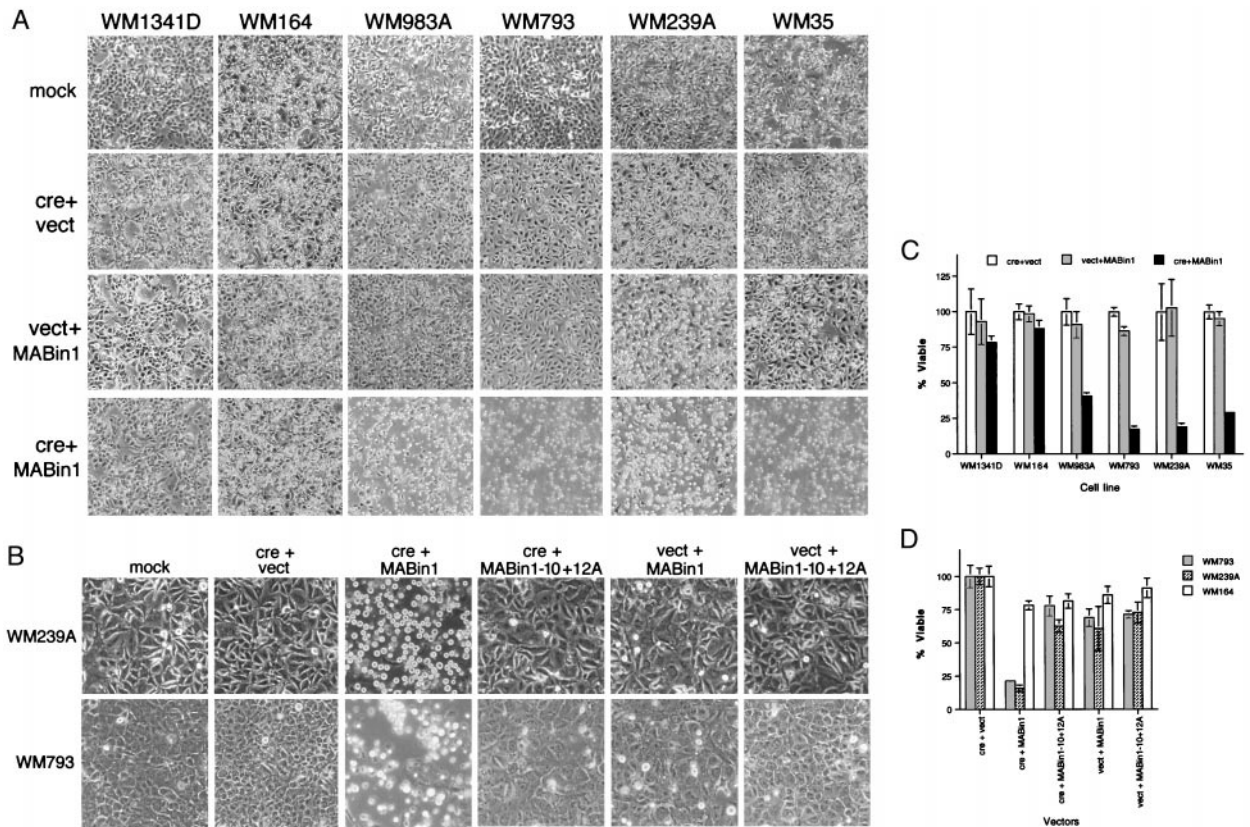 A
WM1341D WM164 WM983A WM793 WM239A WM35
mock
cre+
vect
vect+
MABin1
cre+
MABin1
B
mock
cre +
vect
cre +
MABin1
cre +
MABin1-10+12A
vect +
MABin1
vect +
MABin1-10+12A
WM239A
WM793
C
cre+vect vect+MABin1 cre+MABin1
125
100
75
50
25
0
% Viable
WM1341D WM164 WM983A WM793 WM239A WM35
Cell line
D
WM793
WM239A
WM164
100
75
50
25
0
% Viable
cre + vect
cre + MABin1
cre + MABin1-10+12A
vect + MABin1
vect + MABin1-10+12A
Vectors